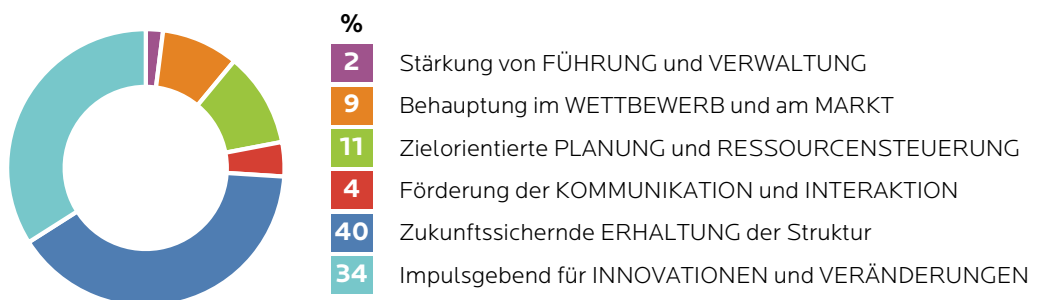 %
2 Stärkung von FÜHRUNG und VERWALTUNG
9 Behauptung im WETTBEWERB und am MARKT
11 Zielorientierte PLANUNG und RESSOURCENSTEUERUNG
4 Förderung der KOMMUNIKATION und INTERAKTION
40 Zukunftssichernde ERHALTUNG der Struktur
34 Impulsgebend für INNOVATIONEN und VERÄNDERUNGEN